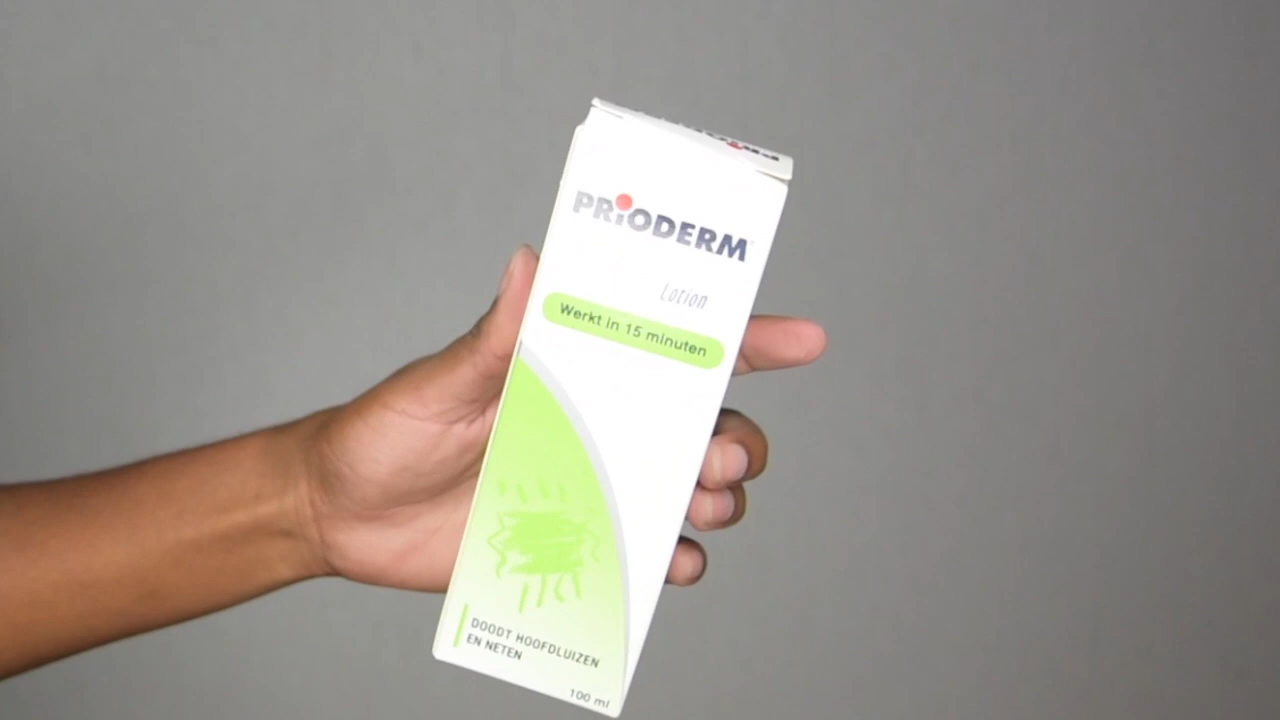 PRiODERM
Lotion
Werkt in 15 minuten
DOODT HOOFDLUIZEN
EN NETEN
100 ml